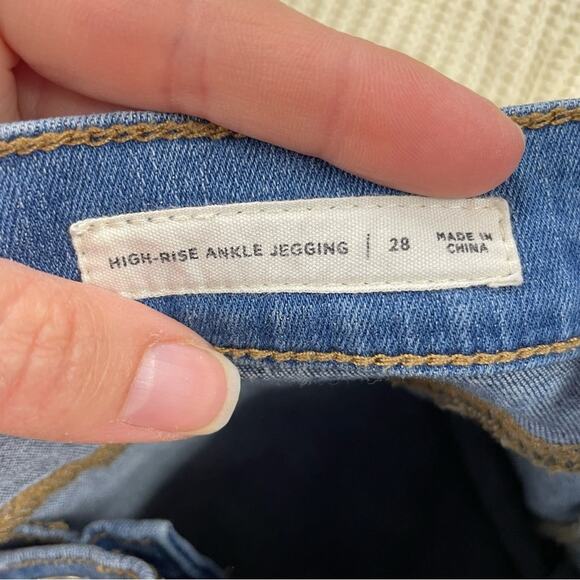 HIGH-RISE ANKLE JEGGING | 28 MADE IN
CHINA